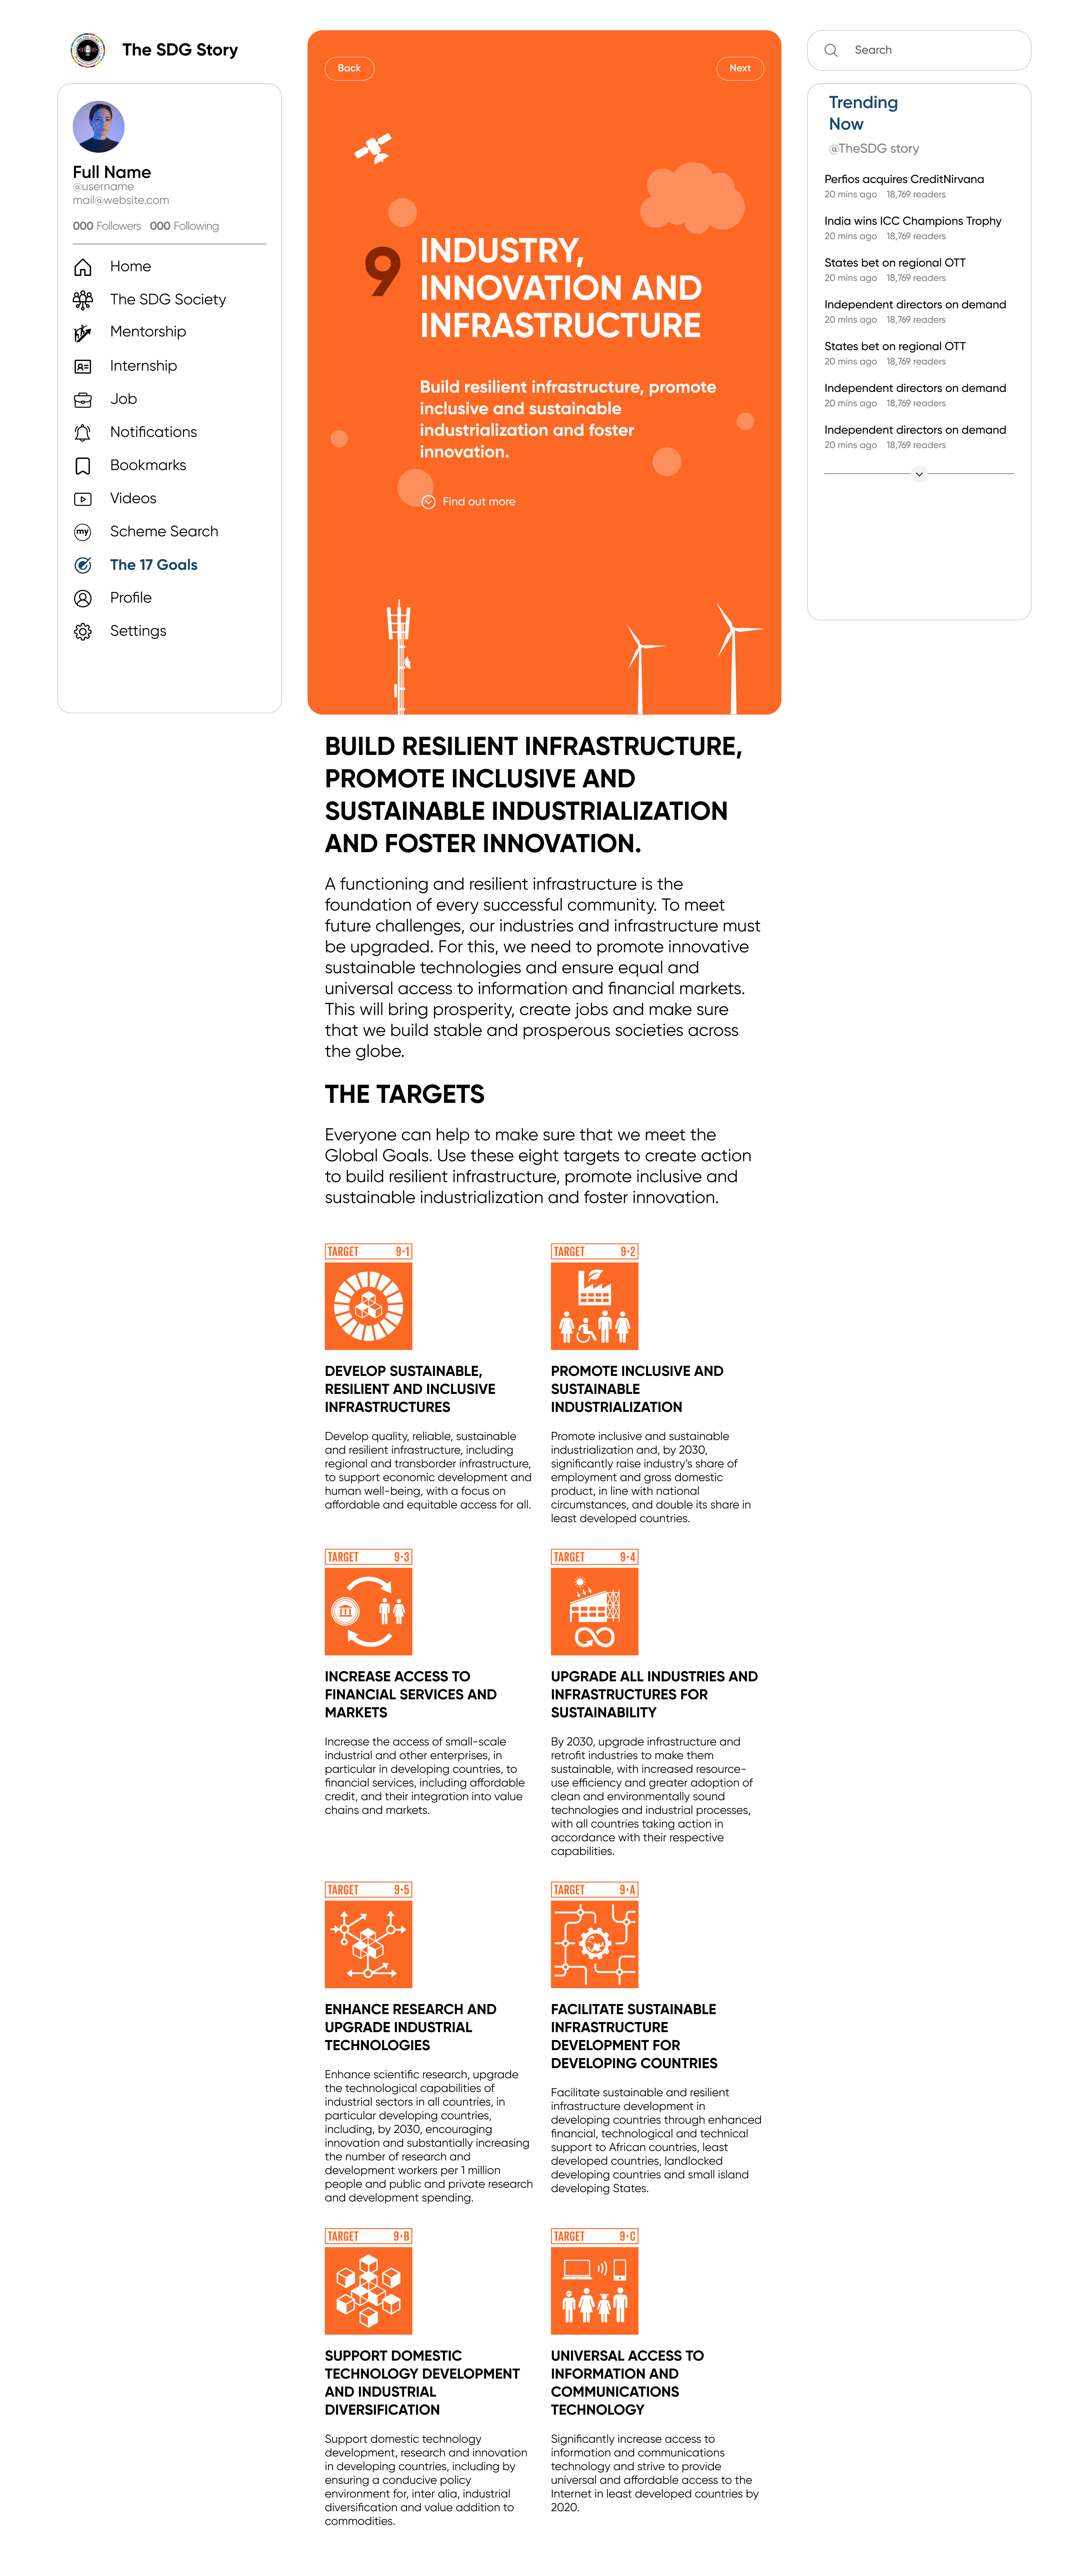 The SDG Story
Full Name
@username
mail@website.com
000 Followers 000 Following
Home
The SDG Society
Mentorship
Internship
Job
Notifications
Bookmarks
Videos
my
Scheme Search
The 17 Goals
Profile
Settings
Back
Next
9
INDUSTRY,
INNOVATION AND
INFRASTRUCTURE
Build resilient infrastructure, promote
inclusive and sustainable
industrialization and foster
innovation.
Find out more
Search
Trending
Now
@TheSDG story
Perfios acquires CreditNirvana
20 mins ago 18,769 readers
India wins ICC Champions Trophy
20 mins ago 18,769 readers
States bet on regional OTT
20 mins ago 18,769 readers
Independent directors on demand
20 mins ago 18,769 readers
States bet on regional OTT
20 mins ago 18,769 readers
Independent directors on demand
20 mins ago 18,769 readers
Independent directors on demand
20 mins ago 18,769 readers
BUILD RESILIENT INFRASTRUCTURE,
PROMOTE INCLUSIVE AND
SUSTAINABLE INDUSTRIALIZATION
AND FOSTER INNOVATION.
A functioning and resilient infrastructure is the
foundation of every successful community. To meet
future challenges, our industries and infrastructure must
be upgraded. For this, we need to promote innovative
sustainable technologies and ensure equal and
universal access to information and financial markets.
This will bring prosperity, create jobs and make sure
that we build stable and prosperous societies across
the globe.
THE TARGETS
Everyone can help to make sure that we meet the
Global Goals. Use these eight targets to create action
to build resilient infrastructure, promote inclusive and
sustainable industrialization and foster innovation.
TARGET 9·1
DEVELOP SUSTAINABLE,
RESILIENT AND INCLUSIVE
INFRASTRUCTURES
Develop quality, reliable, sustainable
and resilient infrastructure, including
regional and transborder infrastructure,
to support economic development and
human well-being, with a focus on
affordable and equitable access for all.
TARGET 9·2
PROMOTE INCLUSIVE AND
SUSTAINABLE
INDUSTRIALIZATION
Promote inclusive and sustainable
industrialization and, by 2030,
significantly raise industry's share of
employment and gross domestic
product, in line with national
circumstances, and double its share in
least developed countries.
TARGET 9·3
INCREASE ACCESS TO
FINANCIAL SERVICES AND
MARKETS
Increase the access of small-scale
industrial and other enterprises, in
particular in developing countries, to
financial services, including affordable
credit, and their integration into value
chains and markets.
TARGET 9·4
UPGRADE ALL INDUSTRIES AND
INFRASTRUCTURES FOR
SUSTAINABILITY
By 2030, upgrade infrastructure and
retrofit industries to make them
sustainable, with increased resource-
use efficiency and greater adoption of
clean and environmentally sound
technologies and industrial processes,
with all countries taking action in
accordance with their respective
capabilities.
TARGET 9·5
ENHANCE RESEARCH AND
UPGRADE INDUSTRIAL
TECHNOLOGIES
Enhance scientific research, upgrade
the technological capabilities of
industrial sectors in all countries, in
particular developing countries,
including, by 2030, encouraging
innovation and substantially increasing
the number of research and
development workers per 1 million
people and public and private research
and development spending.
TARGET 9·A
FACILITATE SUSTAINABLE
INFRASTRUCTURE
DEVELOPMENT FOR
DEVELOPING COUNTRIES
Facilitate sustainable and resilient
infrastructure development in
developing countries through enhanced
financial, technological and technical
support to African countries, least
developed countries, landlocked
developing countries and small island
developing States.
TARGET 9·B
SUPPORT DOMESTIC
TECHNOLOGY DEVELOPMENT
AND INDUSTRIAL
DIVERSIFICATION
Support domestic technology
development, research and innovation
in developing countries, including by
ensuring a conducive policy
environment for, inter alia, industrial
diversification and value addition to
commodities.
TARGET 9·C
UNIVERSAL ACCESS TO
INFORMATION AND
COMMUNICATIONS
TECHNOLOGY
Significantly increase access to
information and communications
technology and strive to provide
universal and affordable access to the
Internet in least developed countries by
2020.